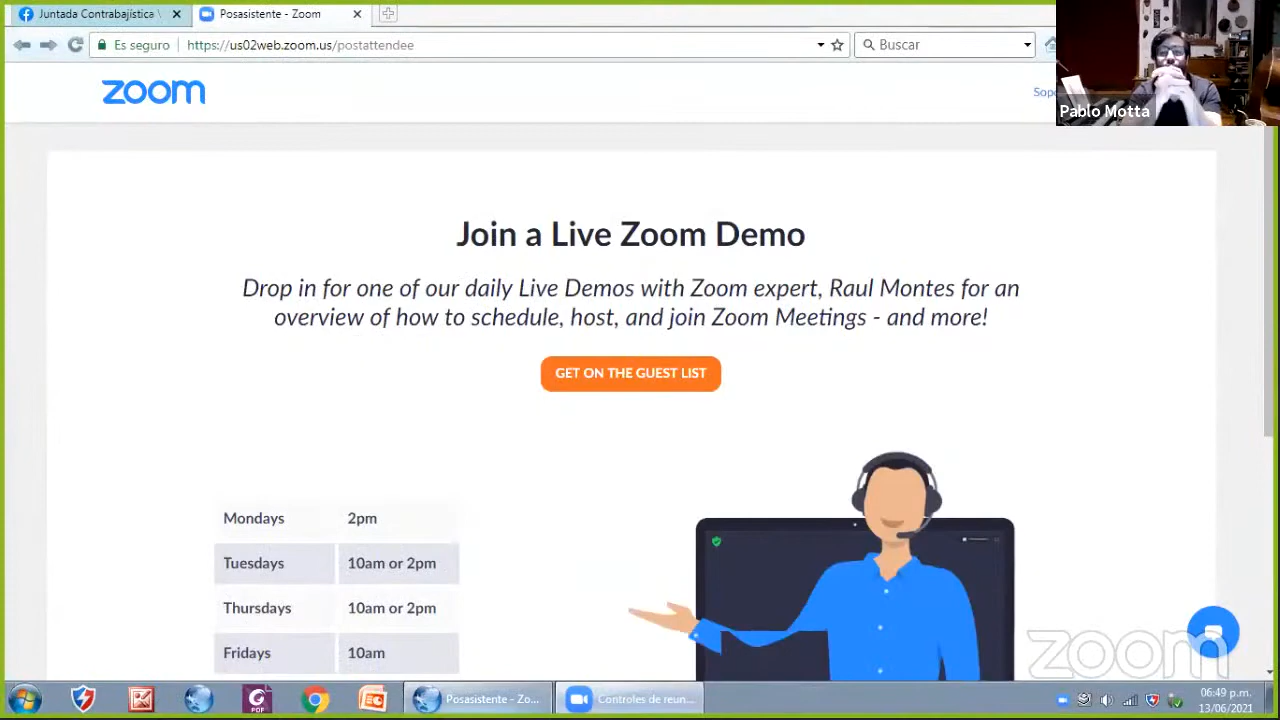 Juntada Contrabajística \
Posasistente - Zoom
Es seguro
https://us02web.zoom.us/postattendee
Buscar
zoom
Pablo Motta
Join a Live Zoom Demo
Drop in for one of our daily Live Demos with Zoom expert, Raul Montes for an
overview of how to schedule, host, and join Zoom Meetings - and more!
GET ON THE GUEST LIST
Mondays 2pm
Tuesdays 10am or 2pm
Thursdays 10am or 2pm
Fridays 10am
zoom
PDF
Posasistente - Zo...
Controles de reun...
06:49 p.m.
13/06/2021